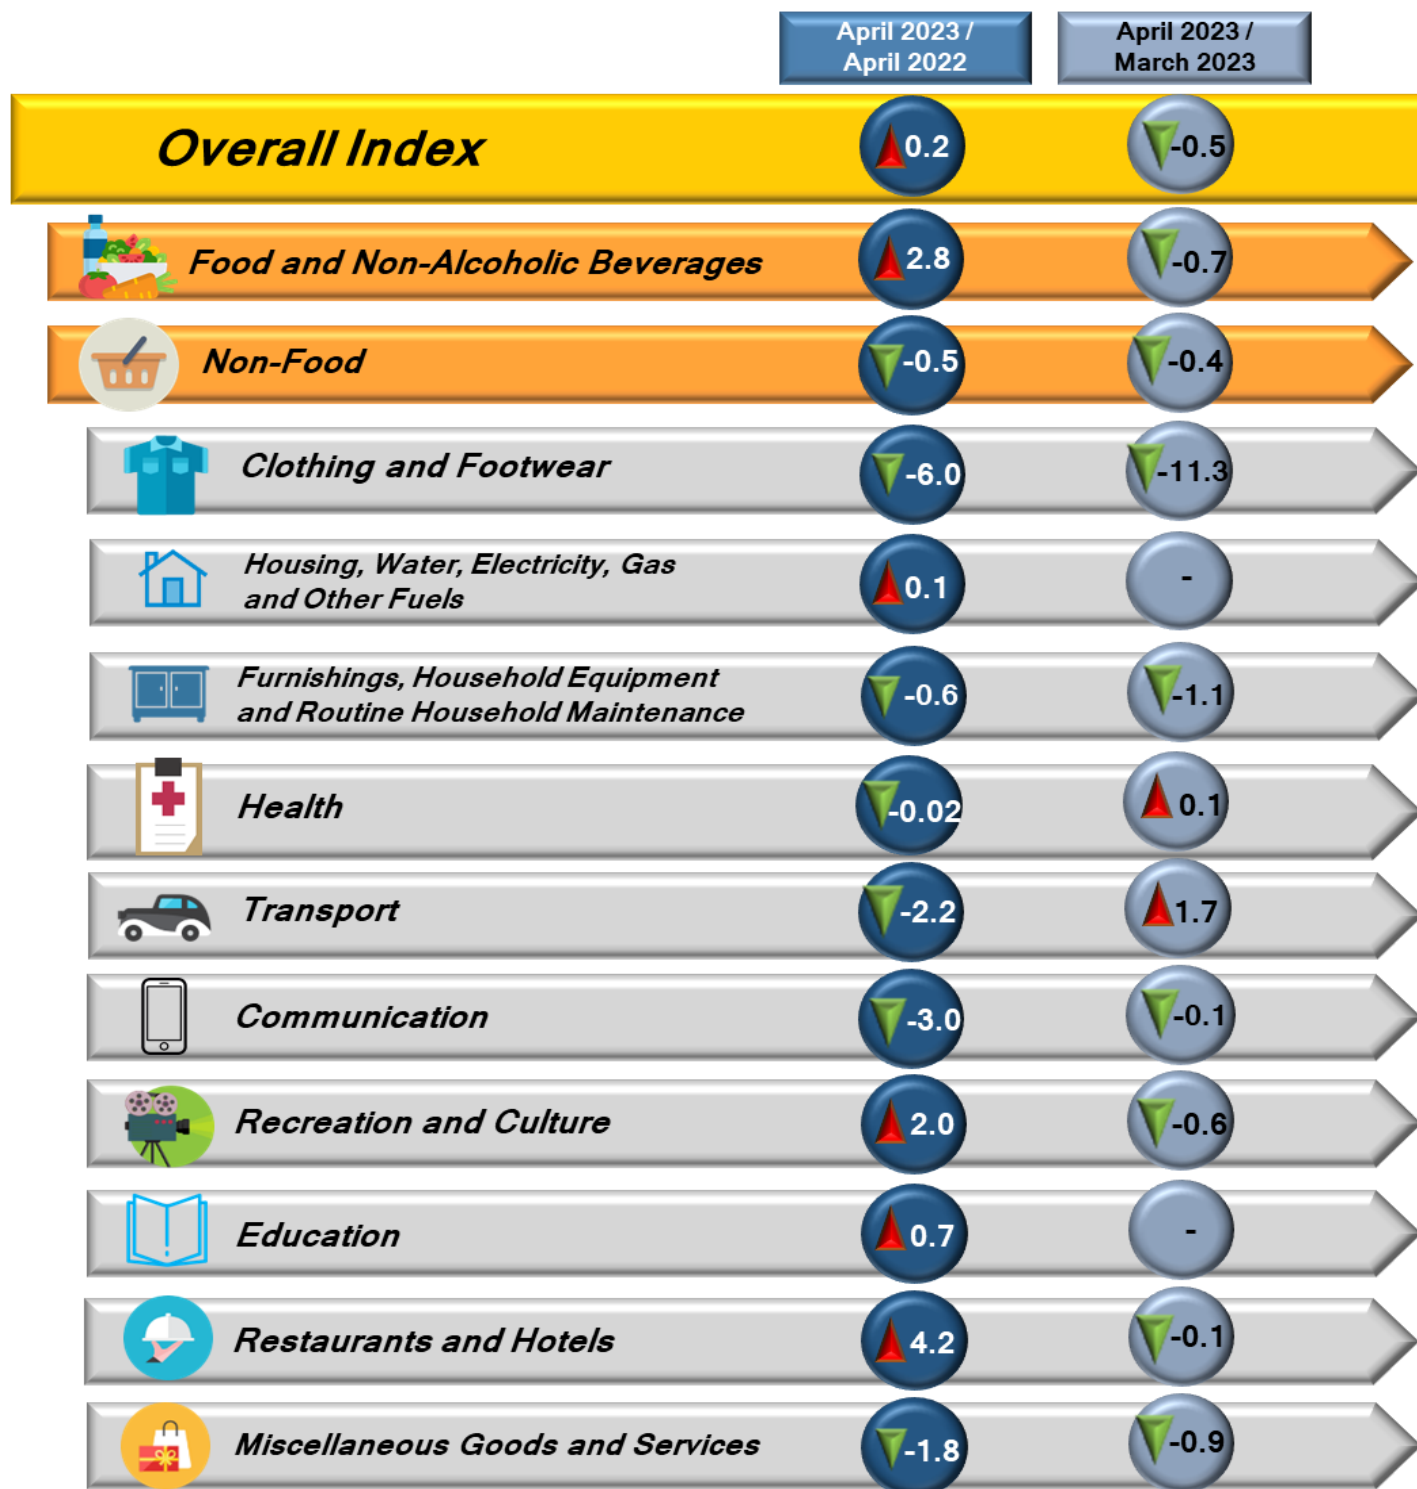 April 2023 /
April 2022
April 2023 /
March 2023
Overall Index 0.2 -0.5
Food and Non-Alcoholic Beverages 2.8 -0.7
Non-Food -0.5 -0.4
Clothing and Footwear -6.0 -11.3
Housing, Water, Electricity, Gas
and Other Fuels 0.1 -
Furnishings, Household Equipment
and Routine Household Maintenance -0.6 -1.1
Health -0.02 0.1
Transport -2.2 1.7
Communication -3.0 -0.1
Recreation and Culture 2.0 -0.6
Education 0.7 -
Restaurants and Hotels 4.2 -0.1
Miscellaneous Goods and Services -1.8 -0.9